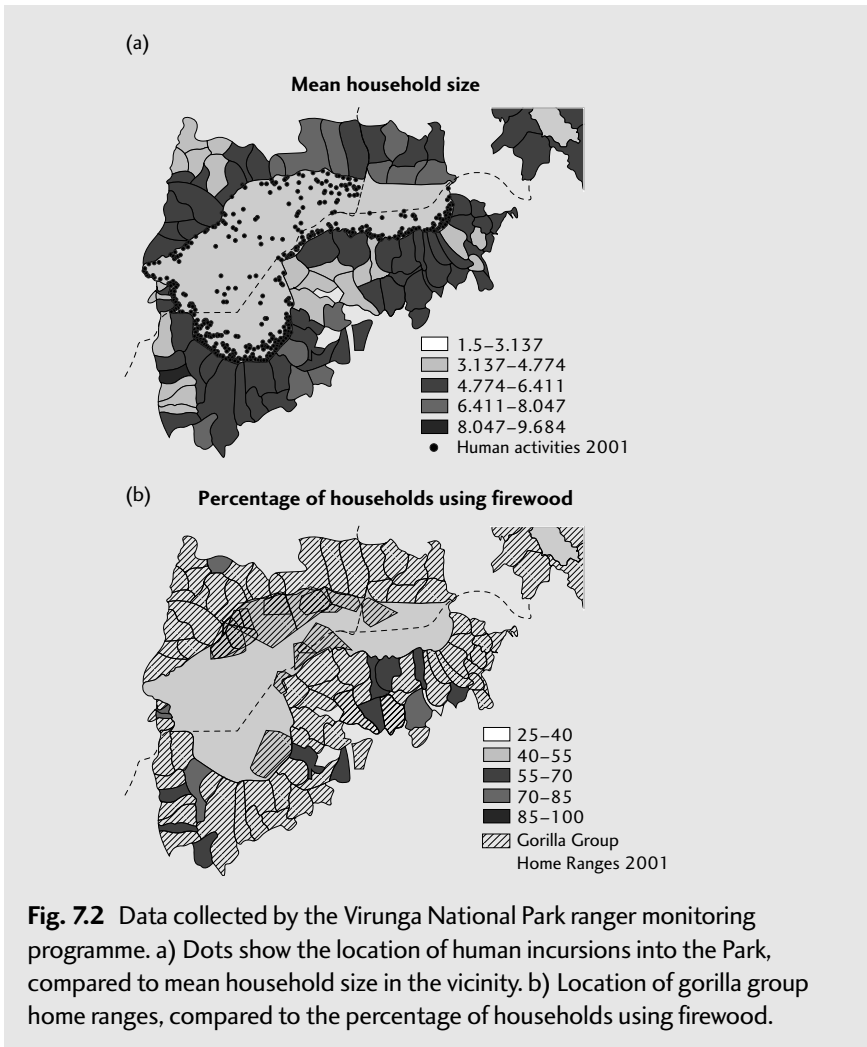 (a)
Mean household size
1.5–3.137
3.137–4.774
4.774–6.411
6.411–8.047
8.047–9.684
Human activities 2001
(b)
Percentage of households using firewood
25–40
40–55
55–70
70–85
85–100
Gorilla Group
Home Ranges 2001
Fig. 7.2 Data collected by the Virunga National Park ranger monitoring
programme. a) Dots show the location of human incursions into the Park,
compared to mean household size in the vicinity. b) Location of gorilla group
home ranges, compared to the percentage of households using firewood.